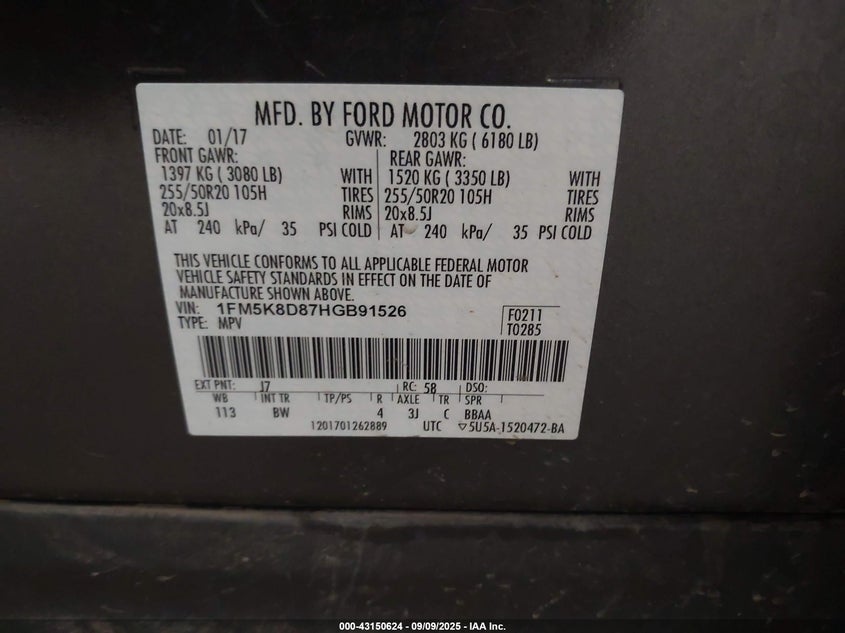 MFD. BY FORD MOTOR CO.
DATE: 01/17 GVWR: 2803 KG ( 6180 LB)
FRONT GAWR: REAR GAWR:
1397 KG ( 3080 LB) WITH 1520 KG ( 3350 LB) WITH
255/50R20 105H TIRES 255/50R20 105H TIRES
20x8.5J RIMS 20x8.5J RIMS
AT 240 kPa/ 35 PSI COLD AT 240 kPa/ 35 PSI COLD
THIS VEHICLE CONFORMS TO ALL APPLICABLE FEDERAL MOTOR
VEHICLE SAFETY STANDARDS IN EFFECT ON THE DATE OF
MANUFACTURE SHOWN ABOVE.
VIN: 1FM5K8D87HGB91526 F0211
TYPE: MPV T0285
EXT PNT: J7 RC: 58 DSO:
WB INT TR TP/PS R AXLE TR SPR
113 BW 4 3J C BBAA
1201701262889 UTC ▽5U5A-1520472-BA
000-43150624 - 09/09/2025 - IAA Inc.